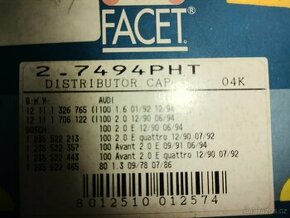 FACET
2.7494PHT
DISTRIBUTOR CAP 04K
B.M.W. AUDI
12 11 1 326 765 (I100 1.6 01/92 12/94
12 11 1 706 122 (I100 2.0 12/90 06/94
BOSCH 100 2.0 E 12/90 06/94
1 235 522 213 100 2.0 E quattro 12/90 07/92
1 235 522 357 100 Avant 2.0 E 09/91 06/94
1 235 522 443 100 Avant 2.0 E quattro 12/90 07/92
1 235 522 465 80 1.3 09/78 07/86
8012510 012574